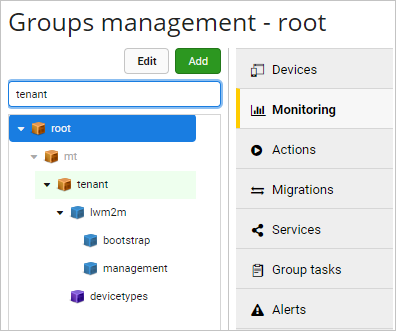 Groups management - root
Edit
Add
tenant
root
mt
tenant
lwm2m
bootstrap
management
devicetypes
Devices
Monitoring
Actions
Migrations
Services
Group tasks
Alerts